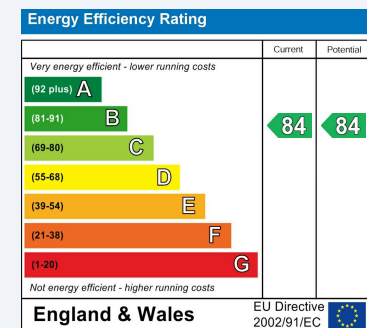 Energy Efficiency Rating
Current Potential
Very energy efficient - lower running costs
(92 plus) A
(81-91) B
84 84
(69-80) C
(55-68) D
(39-54) E
(21-38) F
(1-20) G
Not energy efficient - higher running costs
England & Wales
EU Directive
2002/91/EC